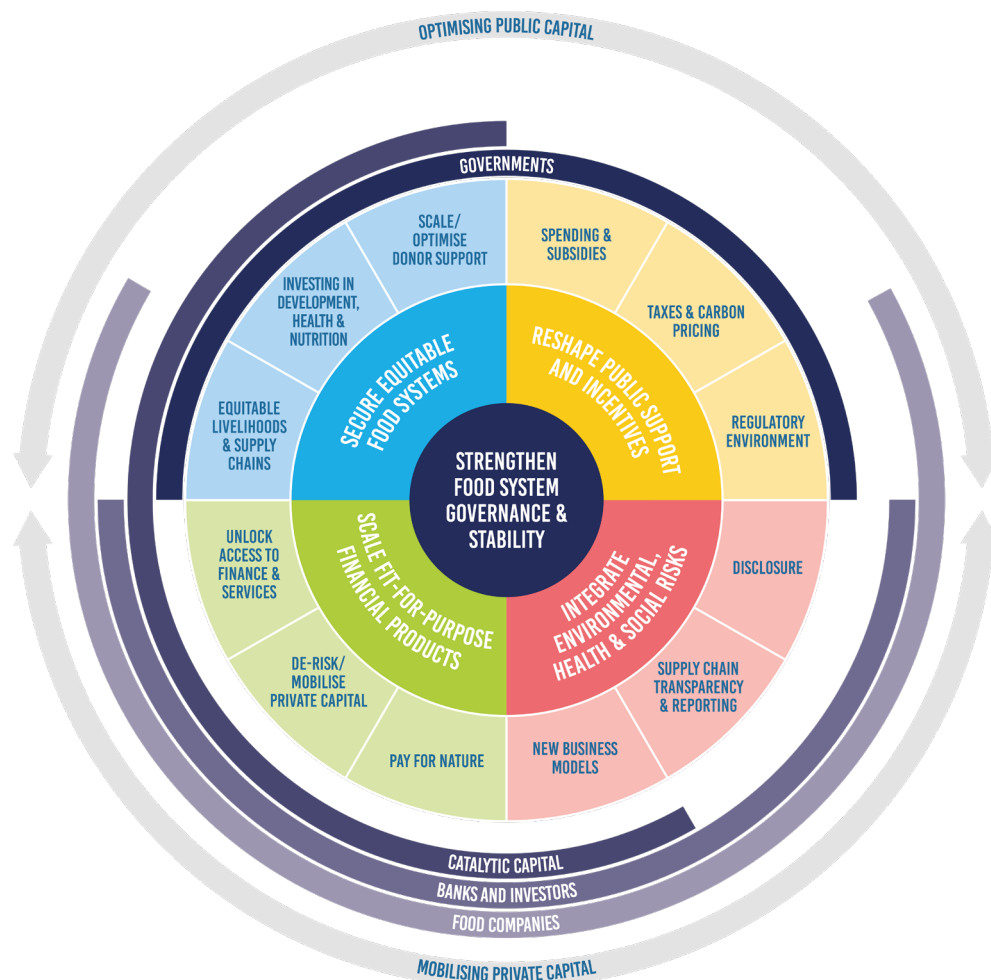 OPTIMISING PUBLIC CAPITAL
GOVERNMENTS
SCALE/
OPTIMISE
DONOR SUPPORT
SPENDING &
SUBSIDIES
INVESTING IN
DEVELOPMENT,
HEALTH &
NUTRITION
TAXES & CARBON
PRICING
EQUITABLE
LIVELIHOODS
& SUPPLY
CHAINS
REGULATORY
ENVIRONMENT
SECURE EQUITABLE
FOOD SYSTEMS
RESHAPE PUBLIC SUPPORT
AND INCENTIVES
STRENGTHEN
FOOD SYSTEM
GOVERNANCE &
STABILITY
SCALE FIT-FOR-PURPOSE
FINANCIAL PRODUCTS
INTEGRATE
ENVIRONMENTAL,
HEALTH & SOCIAL RISKS
UNLOCK
ACCESS TO
FINANCE &
SERVICES
DISCLOSURE
DE-RISK/
MOBILISE
PRIVATE CAPITAL
SUPPLY CHAIN
TRANSPARENCY
& REPORTING
PAY FOR NATURE
NEW BUSINESS
MODELS
CATALYTIC CAPITAL
BANKS AND INVESTORS
FOOD COMPANIES
MOBILISING PRIVATE CAPITAL